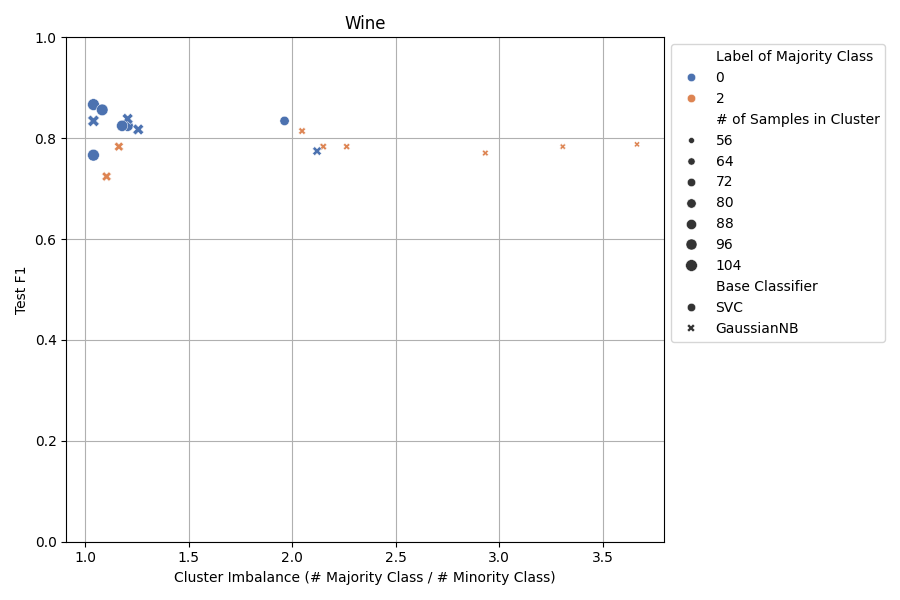 Wine
Test F1
1.0
0.8
0.6
0.4
0.2
0.0
1.0 1.5 2.0 2.5 3.0 3.5
Cluster Imbalance (# Majority Class / # Minority Class)
Label of Majority Class
0
2
# of Samples in Cluster
56
64
72
80
88
96
104
Base Classifier
SVC
GaussianNB